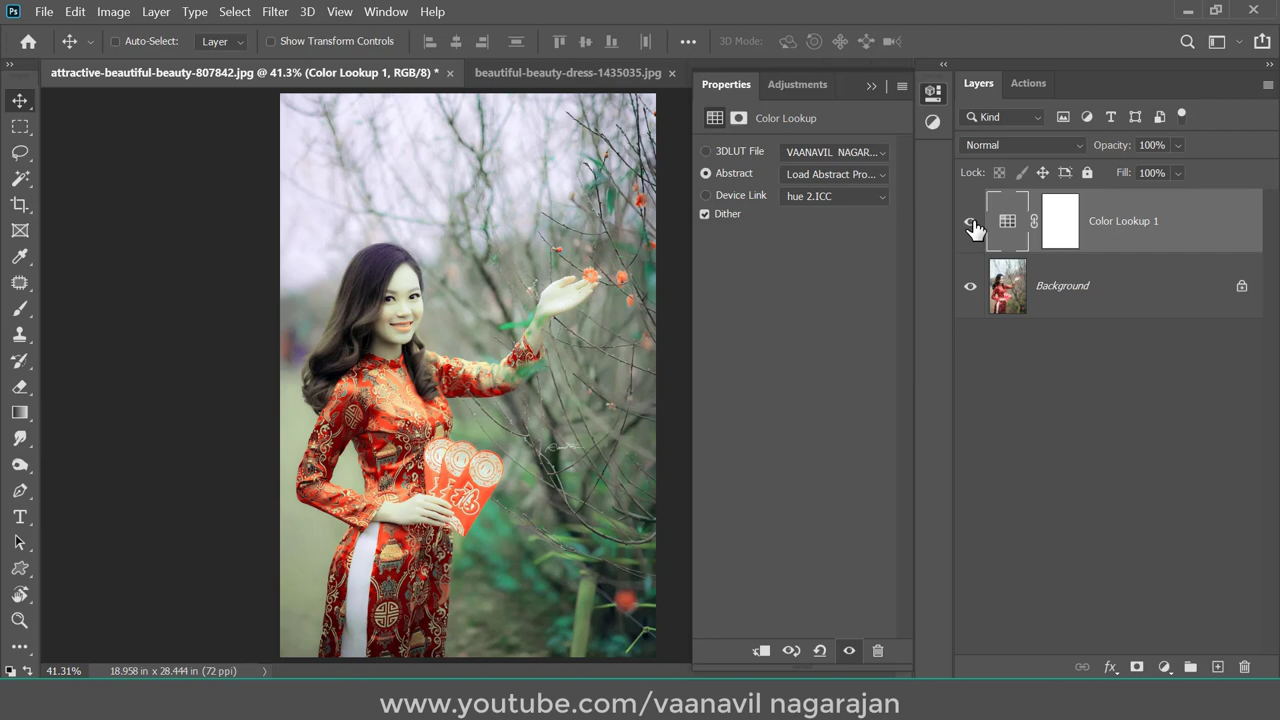 Ps File Edit Image Layer Type Select Filter 3D View Window Help
Auto-Select: Layer Show Transform Controls 3D Mode:
attractive-beautiful-beauty-807842.jpg @ 41.3% (Color Lookup 1, RGB/8) * beautiful-beauty-dress-1435035.jpg
Properties Adjustments
Color Lookup
3DLUT File VAANAVIL NAGAR...
Abstract Load Abstract Pro...
Device Link hue 2.ICC
Dither
Layers Actions
Kind
Normal Opacity: 100%
Lock: Fill: 100%
Color Lookup 1
Background
福
41.31% 18.958 in x 28.444 in (72 ppi)
www.youtube.com/vaanavil nagarajan